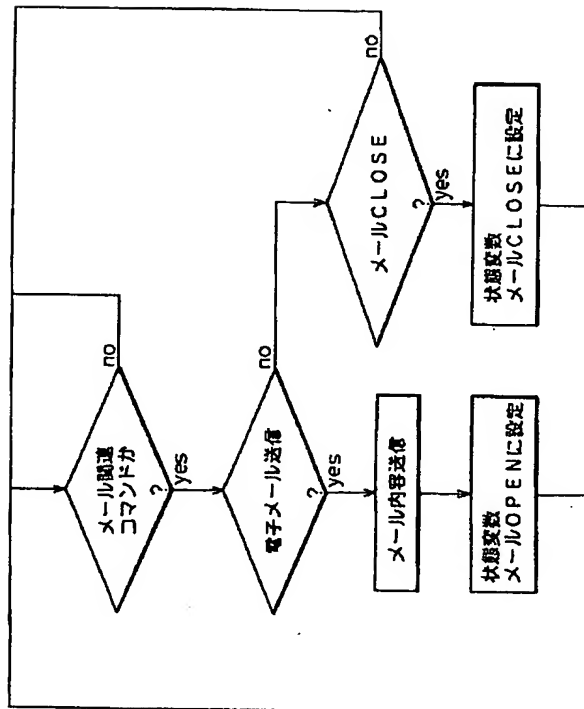 メール関連
コマンドか
?
no
yes
電子メール送信
?
no
yes
メールCLOSE
?
no
yes
メール内容送信
状態変数
メールOPENに設定
状態変数
メールCLOSEに設定